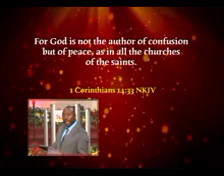 For God is not the author of confusion
but of peace, as in all the churches
of the saints.
1 Corinthians 14:33 NKJV